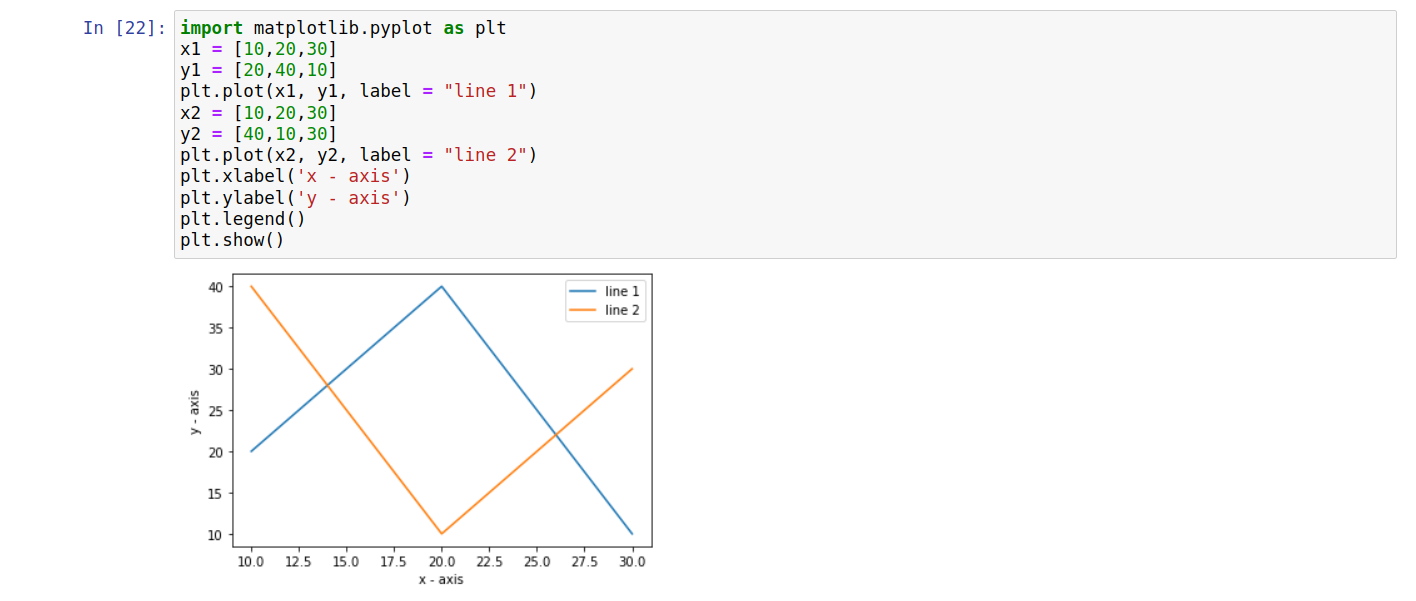 In [22]: import matplotlib.pyplot as plt
x1 = [10,20,30]
y1 = [20,40,10]
plt.plot(x1, y1, label = "line 1")
x2 = [10,20,30]
y2 = [40,10,30]
plt.plot(x2, y2, label = "line 2")
plt.xlabel('x - axis')
plt.ylabel('y - axis')
plt.legend()
plt.show()
line 1
line 2
40
35
30
25
20
15
10
y - axis
10.0 12.5 15.0 17.5 20.0 22.5 25.0 27.5 30.0
x - axis